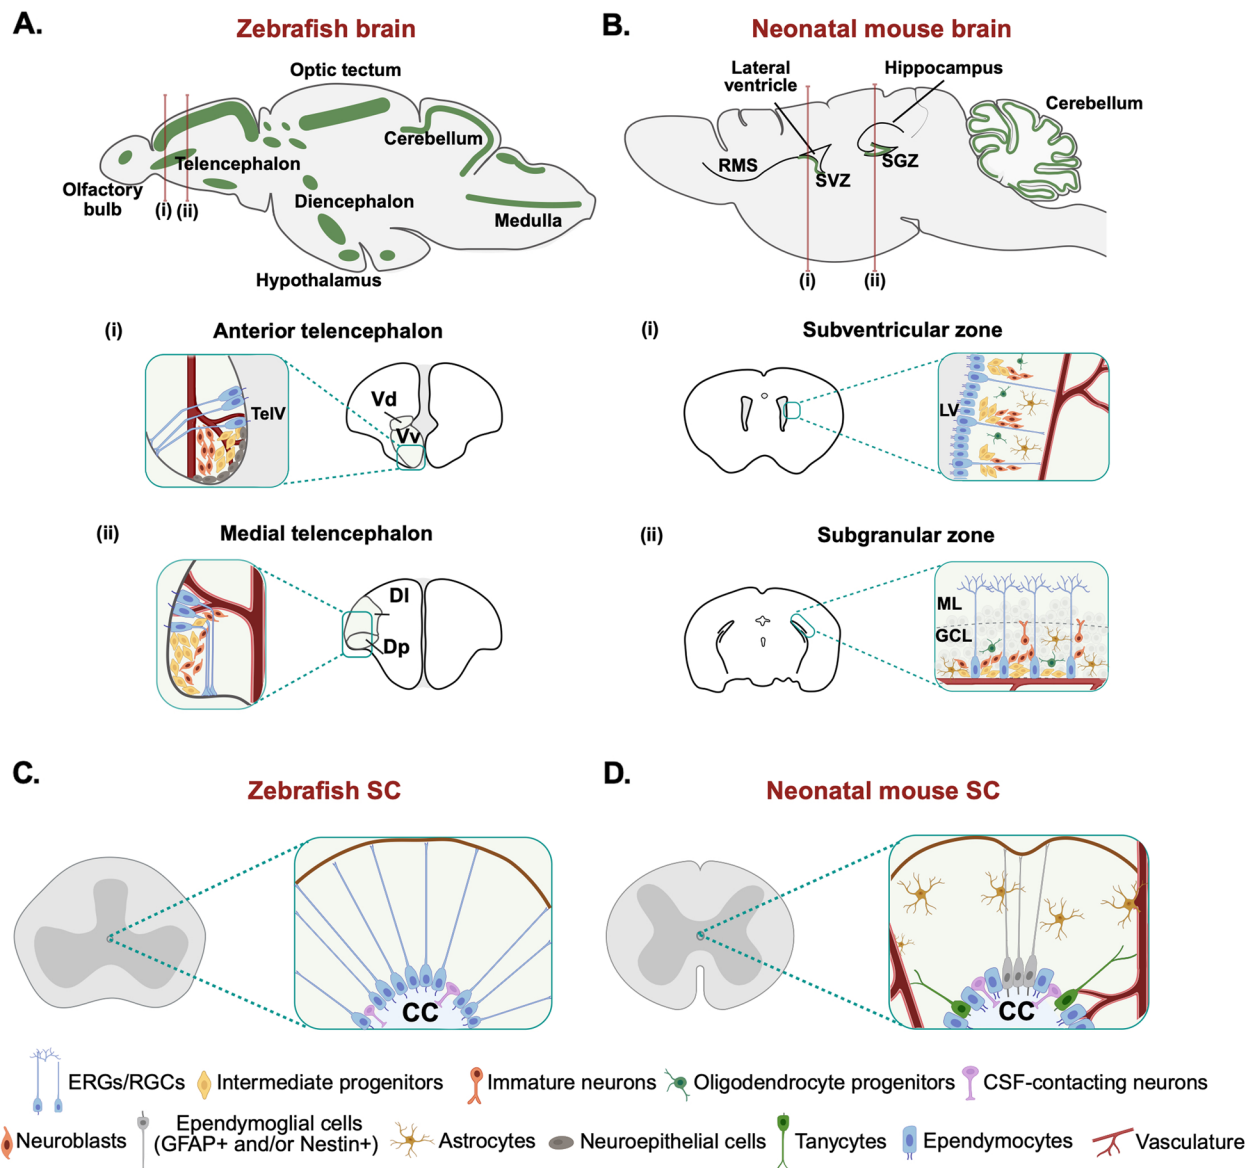 A.
Zebrafish brain
Optic tectum
Cerebellum
Telencephalon
Olfactory
bulb
(i) (ii)
Diencephalon
Medulla
Hypothalamus
B.
Neonatal mouse brain
Lateral
ventricle
Hippocampus
Cerebellum
RMS
SVZ
SGZ
(i)
(ii)
(i)
Anterior telencephalon
TelV
Vd
Vv
(ii)
Medial telencephalon
Dl
Dp
(i)
Subventricular zone
LV
(ii)
Subgranular zone
ML
GCL
C.
Zebrafish SC
CC
D.
Neonatal mouse SC
CC
ERGs/RGCs
Intermediate progenitors
Immature neurons
Oligodendrocyte progenitors
CSF-contacting neurons
Neuroblasts
Ependymoglial cells
(GFAP+ and/or Nestin+)
Astrocytes
Neuroepithelial cells
Tanycytes
Ependymocytes
Vasculature